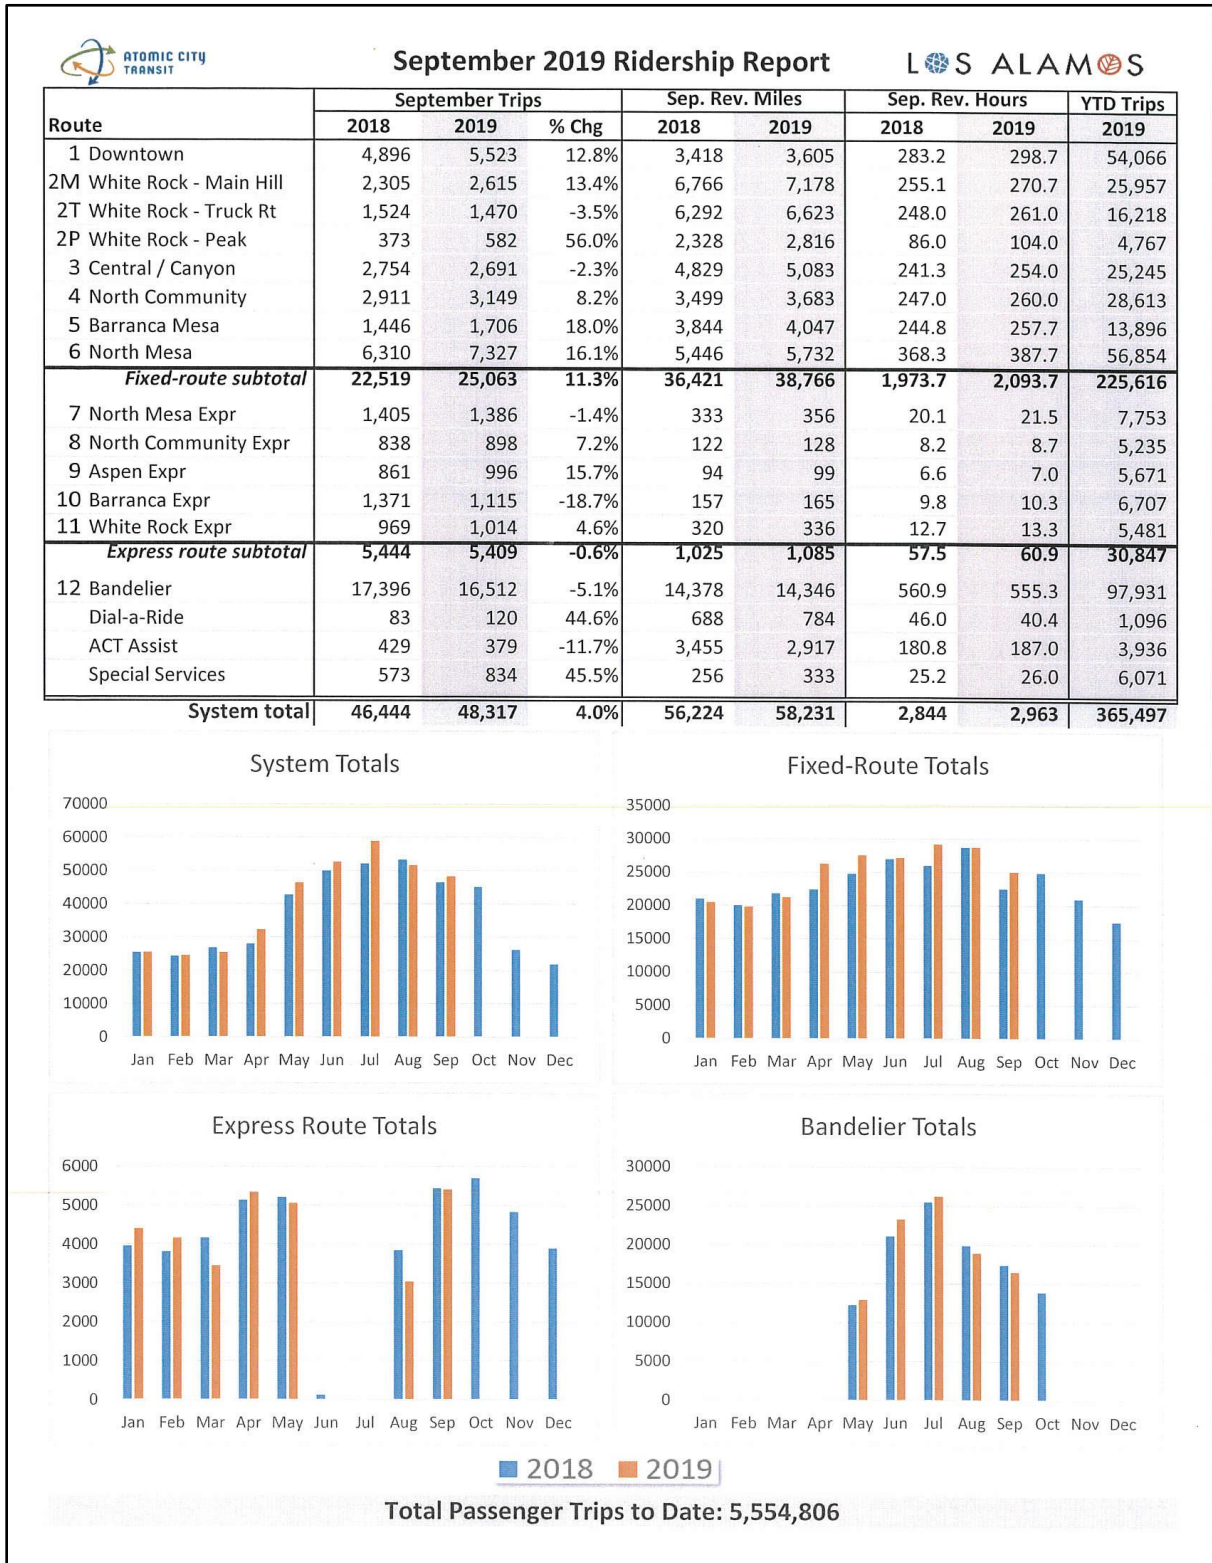 ATOMIC CITY
TRANSIT
September 2019 Ridership Report
LOS ALAMOS
September Trips Sep. Rev. Miles Sep. Rev. Hours YTD Trips
Route 2018 2019 % Chg 2018 2019 2018 2019 2019
1 Downtown 4,896 5,523 12.8% 3,418 3,605 283.2 298.7 54,066
2M White Rock - Main Hill 2,305 2,615 13.4% 6,766 7,178 255.1 270.7 25,957
2T White Rock - Truck Rt 1,524 1,470 -3.5% 6,292 6,623 248.0 261.0 16,218
2P White Rock - Peak 373 582 56.0% 2,328 2,816 86.0 104.0 4,767
3 Central / Canyon 2,754 2,691 -2.3% 4,829 5,083 241.3 254.0 25,245
4 North Community 2,911 3,149 8.2% 3,499 3,683 247.0 260.0 28,613
5 Barranca Mesa 1,446 1,706 18.0% 3,844 4,047 244.8 257.7 13,896
6 North Mesa 6,310 7,327 16.1% 5,446 5,732 368.3 387.7 56,854
Fixed-route subtotal 22,519 25,063 11.3% 36,421 38,766 1,973.7 2,093.7 225,616
7 North Mesa Expr 1,405 1,386 -1.4% 333 356 20.1 21.5 7,753
8 North Community Expr 838 898 7.2% 122 128 8.2 8.7 5,235
9 Aspen Expr 861 996 15.7% 94 99 6.6 7.0 5,671
10 Barranca Expr 1,371 1,115 -18.7% 157 165 9.8 10.3 6,707
11 White Rock Expr 969 1,014 4.6% 320 336 12.7 13.3 5,481
Express route subtotal 5,444 5,409 -0.6% 1,025 1,085 57.5 60.9 30,847
12 Bandelier 17,396 16,512 -5.1% 14,378 14,346 560.9 555.3 97,931
Dial-a-Ride 83 120 44.6% 688 784 46.0 40.4 1,096
ACT Assist 429 379 -11.7% 3,455 2,917 180.8 187.0 3,936
Special Services 573 834 45.5% 256 333 25.2 26.0 6,071
System total 46,444 48,317 4.0% 56,224 58,231 2,844 2,963 365,497
System Totals
70000
60000
50000
40000
30000
20000
10000
0
Jan Feb Mar Apr May Jun Jul Aug Sep Oct Nov Dec
Fixed-Route Totals
35000
30000
25000
20000
15000
10000
5000
0
Jan Feb Mar Apr May Jun Jul Aug Sep Oct Nov Dec
Express Route Totals
6000
5000
4000
3000
2000
1000
0
Jan Feb Mar Apr May Jun Jul Aug Sep Oct Nov Dec
Bandelier Totals
30000
25000
20000
15000
10000
5000
0
Jan Feb Mar Apr May Jun Jul Aug Sep Oct Nov Dec
2018 2019
Total Passenger Trips to Date: 5,554,806